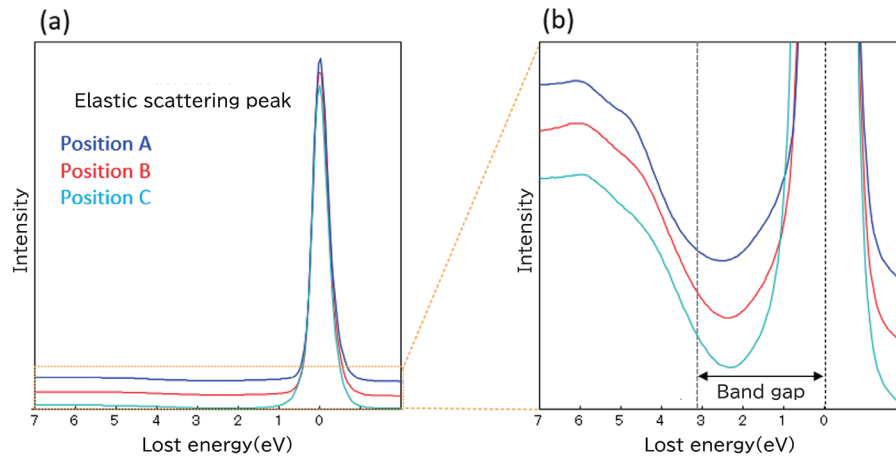 (a)
Elastic scattering peak
Position A
Position B
Position C
Intensity
7 6 5 4 3 2 1 0
Lost energy(eV)
(b)
Intensity
Band gap
7 6 5 4 3 2 1 0
Lost energy(eV)